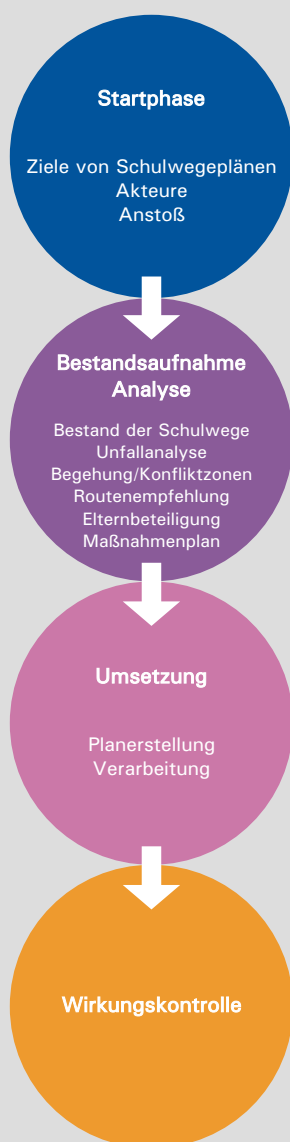 Startphase
Ziele von Schulwegeplänen
Akteure
Anstoß
Bestandsaufnahme
Analyse
Bestand der Schulwege
Unfallanalyse
Begehung/Konfliktzonen
Routenempfehlung
Elternbeteiligung
Maßnahmenplan
Umsetzung
Planerstellung
Verarbeitung
Wirkungskontrolle